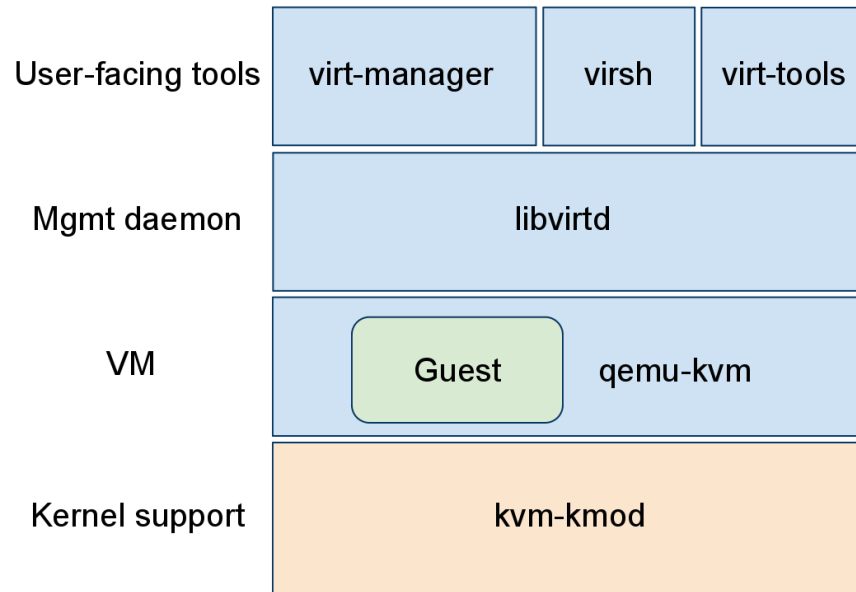 User-facing tools virt-manager virsh virt-tools
Mgmt daemon libvirtd
VM Guest qemu-kvm
Kernel support kvm-kmod